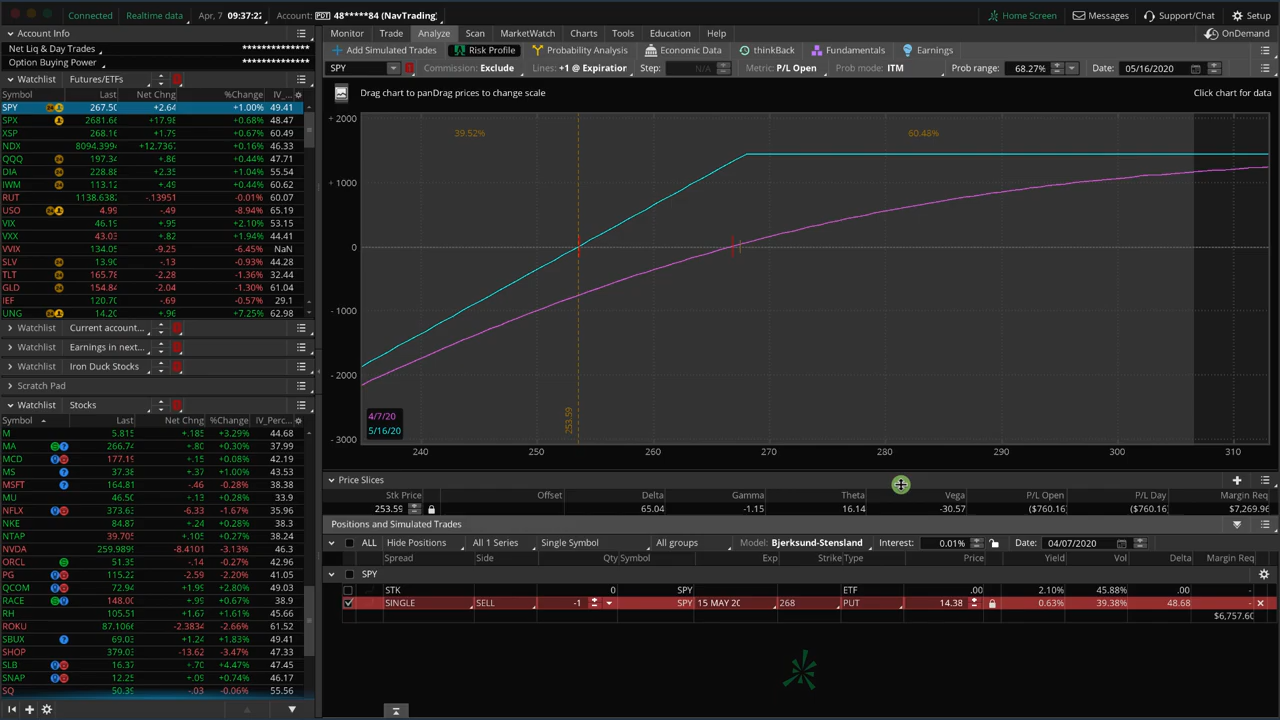 Connected Realtime data Apr, 7 09:37:22 Account: PDT 48*****84 (NavTrading) Home Screen Messages Support/Chat Setup
Account Info
Net Liq & Day Trades **************
Option Buying Power **************
Monitor Trade Analyze Scan MarketWatch Charts Tools Education Help OnDemand
Add Simulated Trades Risk Profile Probability Analysis Economic Data thinkBack Fundamentals Earnings
SPY Commission: Exclude Lines: +1 @ Expiration Step: N/A Metric: P/L Open Prob mode: ITM Prob range: 68.27% Date: 05/16/2020
Drag chart to panDrag prices to change scale Click chart for data
Watchlist Futures/ETFs
Symbol Last Net Chng %Change IV_...
SPY 267.50 +2.64 +1.00% 49.41
SPX 2681.66 +17.98 +0.68% 48.47
XSP 268.16 +1.79 +0.67% 60.49
NDX 8094.3994 +12.736 +0.16% 46.33
QQQ 197.34 +.86 +0.44% 47.71
DIA 228.88 +2.35 +1.04% 55.54
IWM 113.12 +.49 +0.44% 60.62
RUT 1138.6382 -.13951 -0.01% 60.07
USO 4.99 -.49 -8.94% 65.19
VIX 46.19 +.95 +2.10% 53.15
VXX 43.03 +.82 +1.94% 44.41
VVIX 134.05 -9.25 -6.45% NaN
SLV 13.90 -.13 -0.93% 44.28
TLT 165.78 -2.28 -1.36% 32.44
GLD 154.84 -2.04 -1.30% 61.04
IEF 120.70 -.69 -0.57% 29.1
UNG 14.20 +.96 +7.25% 62.98
Watchlist Current account...
Watchlist Earnings in next...
Watchlist Iron Duck Stocks
Scratch Pad
Watchlist Stocks
Symbol Last Net Chng %Change IV_Perc...
M 5.815 +.185 +3.29% 44.68
MA 266.74 +.80 +0.30% 37.99
MCD 177.19 +.15 +0.08% 42.19
MS 37.38 +.37 +1.00% 43.53
MSFT 164.81 -.46 -0.28% 38.38
MU 46.50 +.13 +0.28% 33.9
NFLX 373.63 -6.33 -1.67% 35.96
NKE 84.87 +.24 +0.28% 38.3
NTAP 39.705 +.105 +0.27% 38.24
NVDA 259.989 -8.4101 -3.13% 46.3
ORCL 51.35 -.14 -0.27% 42.96
PG 115.22 -2.59 -2.20% 41.05
QCOM 72.94 +1.98 +2.80% 49.03
RACE 148.00 +.99 +0.67% 38.9
RH 105.51 +1.67 +1.61% 45.66
ROKU 87.1066 -2.3834 -2.66% 61.52
SBUX 69.03 +1.24 +1.83% 49.41
SHOP 379.03 -13.62 -3.47% 47.33
SLB 16.37 +.70 +4.47% 47.45
SNAP 12.25 +.09 +0.74% 46.17
SQ 50.39 -.03 -0.06% 55.56
+ 2000
39.52% 60.48%
+ 1000
0
- 1000
- 2000
253.59
4/7/20
5/16/20
- 3000
240 250 260 270 280 290 300 310
Price Slices
Stk Price Offset Delta Gamma Theta Vega P/L Open P/L Day Margin Req
253.59 65.04 -1.15 16.14 -30.57 ($760.16) ($760.16) $7,269.96
Positions and Simulated Trades
ALL Hide Positions All 1 Series Single Symbol All groups Model: Bjerksund-Stensland Interest: 0.01% Date: 04/07/2020
Spread Side Qty Symbol Exp Strike Type Price Yield Vol Delta Margin Req
SPY
STK 0 SPY ETF .00 2.10% 45.88% .00 -
SINGLE SELL -1 SPY 15 MAY 20 268 PUT 14.38 0.63% 39.38% 48.68 -
$6,757.60